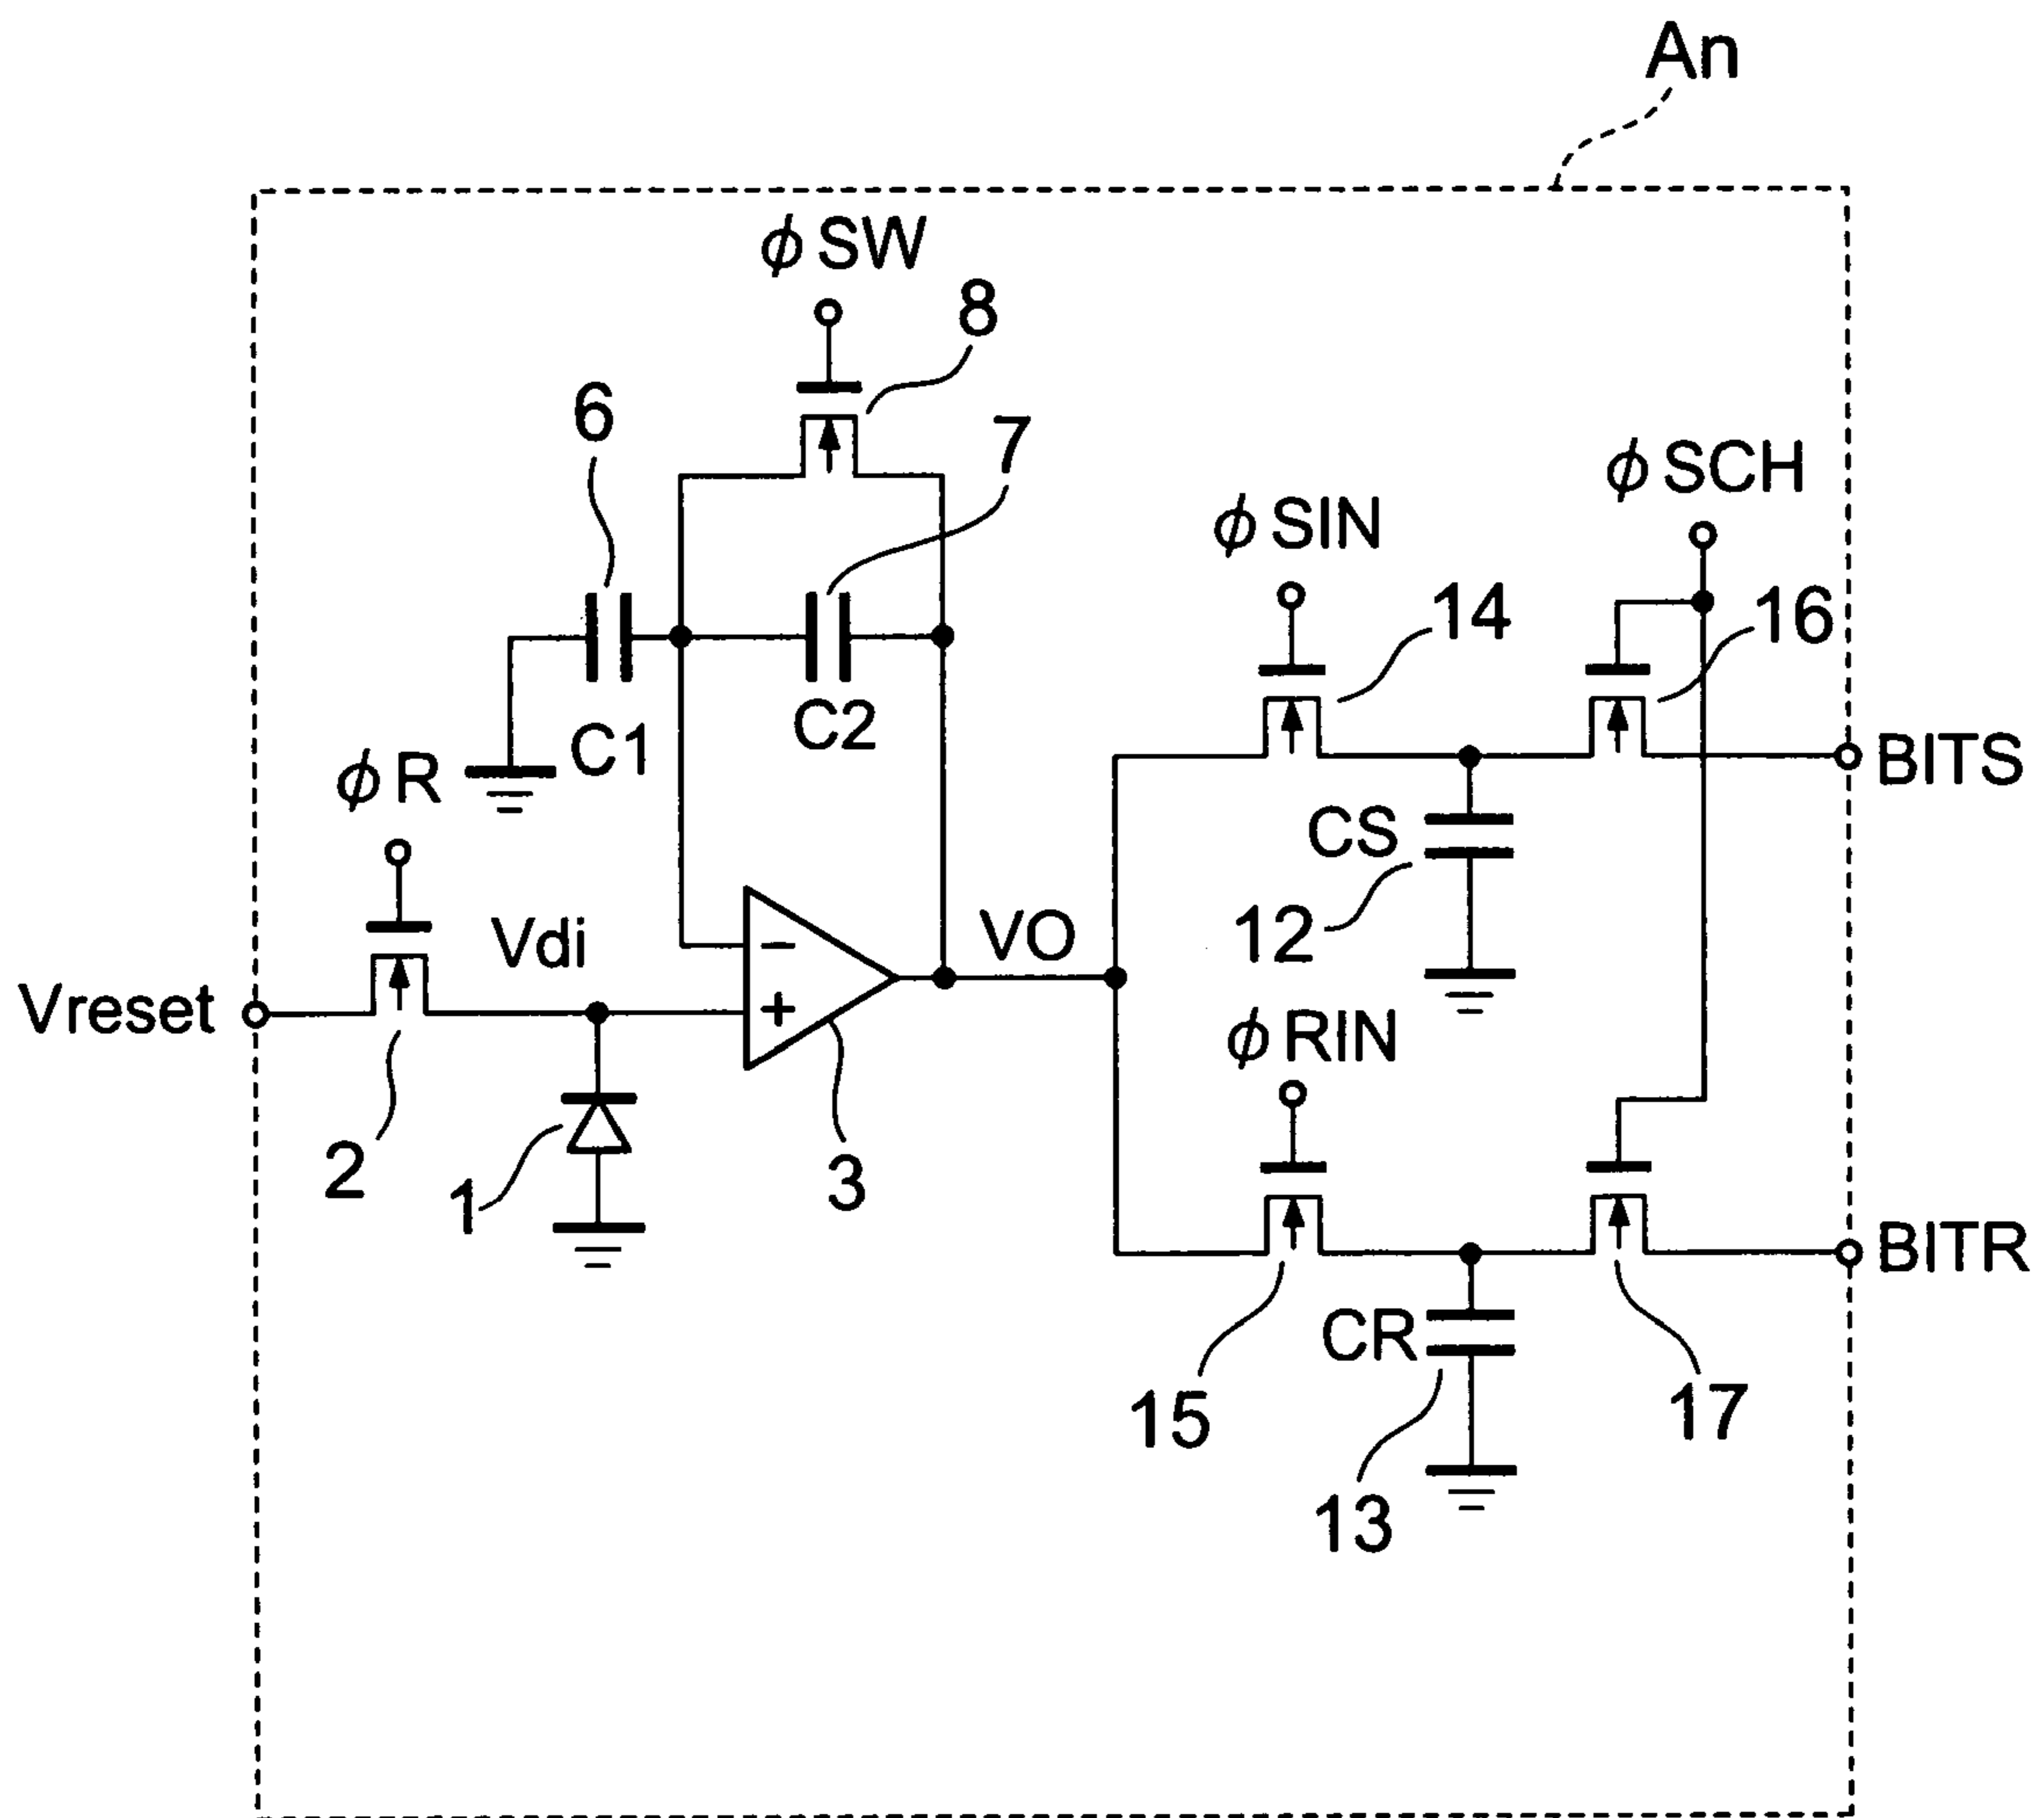 An
ϕSW
8
6
7
ϕSCH
ϕSIN
14
16
C1
C2
ϕR
BITS
CS
Vdi
VO
12
Vreset
ϕRIN
−
+
2
1
3
BITR
CR
15
17
13